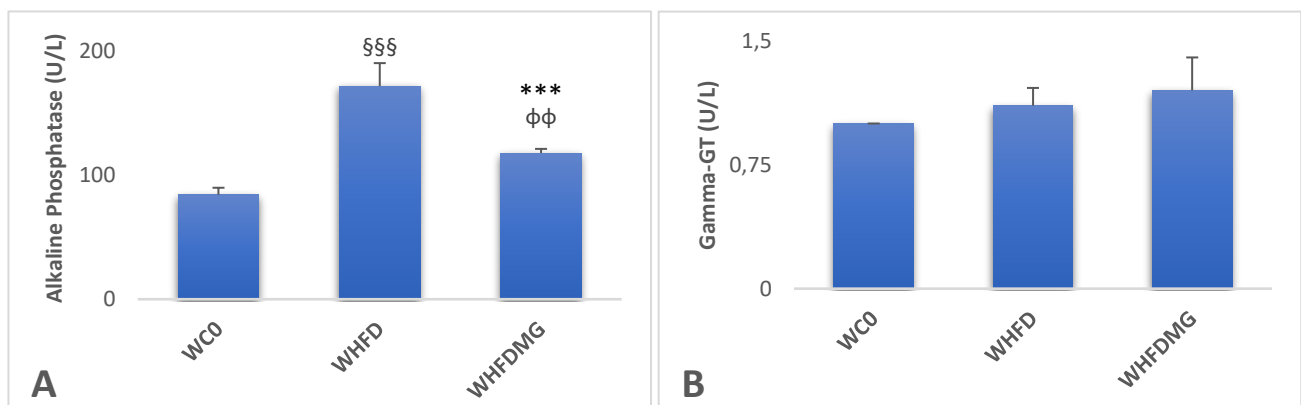 Alkaline Phosphatase (U/L)
200
100
0
§§§
***
ϕϕ
WC0
WHFD
WHFDMG
A
Gamma-GT (U/L)
1,5
0,75
0
WC0
WHFD
WHFDMG
B